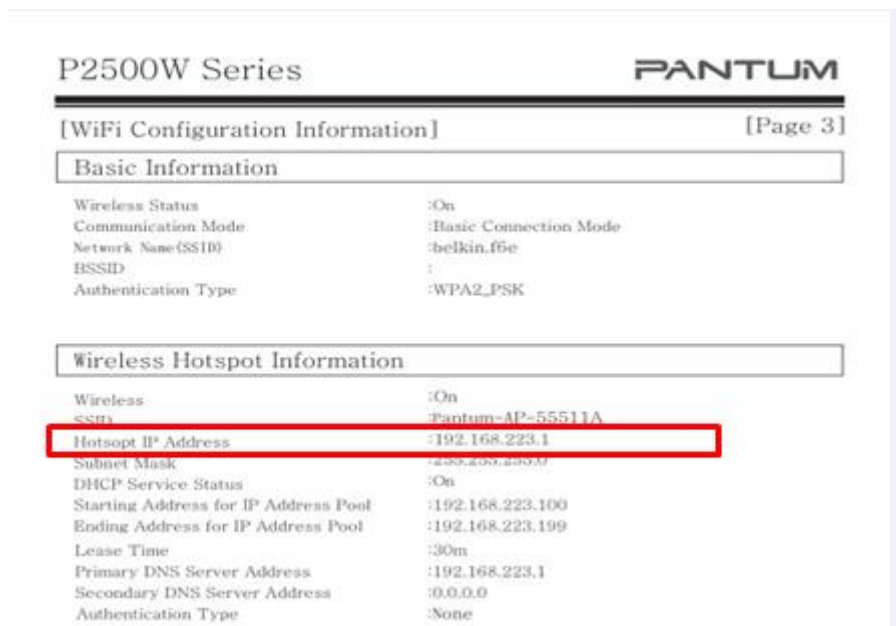 P2500W Series PANTUM
[WiFi Configuration Information] [Page 3]
Basic Information
Wireless Status :On
Communication Mode :Basic Connection Mode
Network Name(SSID) :belkin.f6e
BSSID :
Authentication Type :WPA2_PSK
Wireless Hotspot Information
Wireless :On
SSID :Pantum-AP-55511A
Hotsopt IP Address :192.168.223.1
Subnet Mask :255.255.255.0
DHCP Service Status :On
Starting Address for IP Address Pool :192.168.223.100
Ending Address for IP Address Pool :192.168.223.199
Lease Time :30m
Primary DNS Server Address :192.168.223.1
Secondary DNS Server Address :0.0.0.0
Authentication Type :None